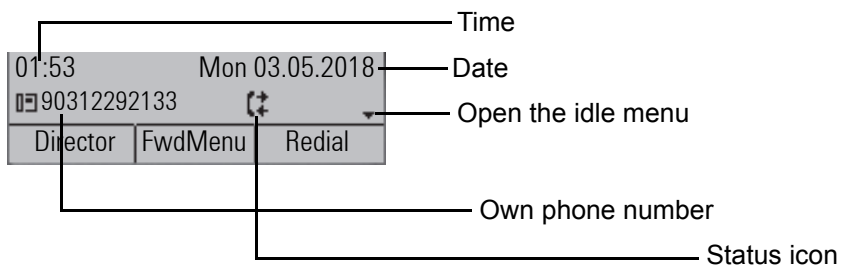 Time
01:53 Mon 03.05.2018
Date
90312292133
Open the idle menu
Director FwdMenu Redial
Own phone number
Status icon